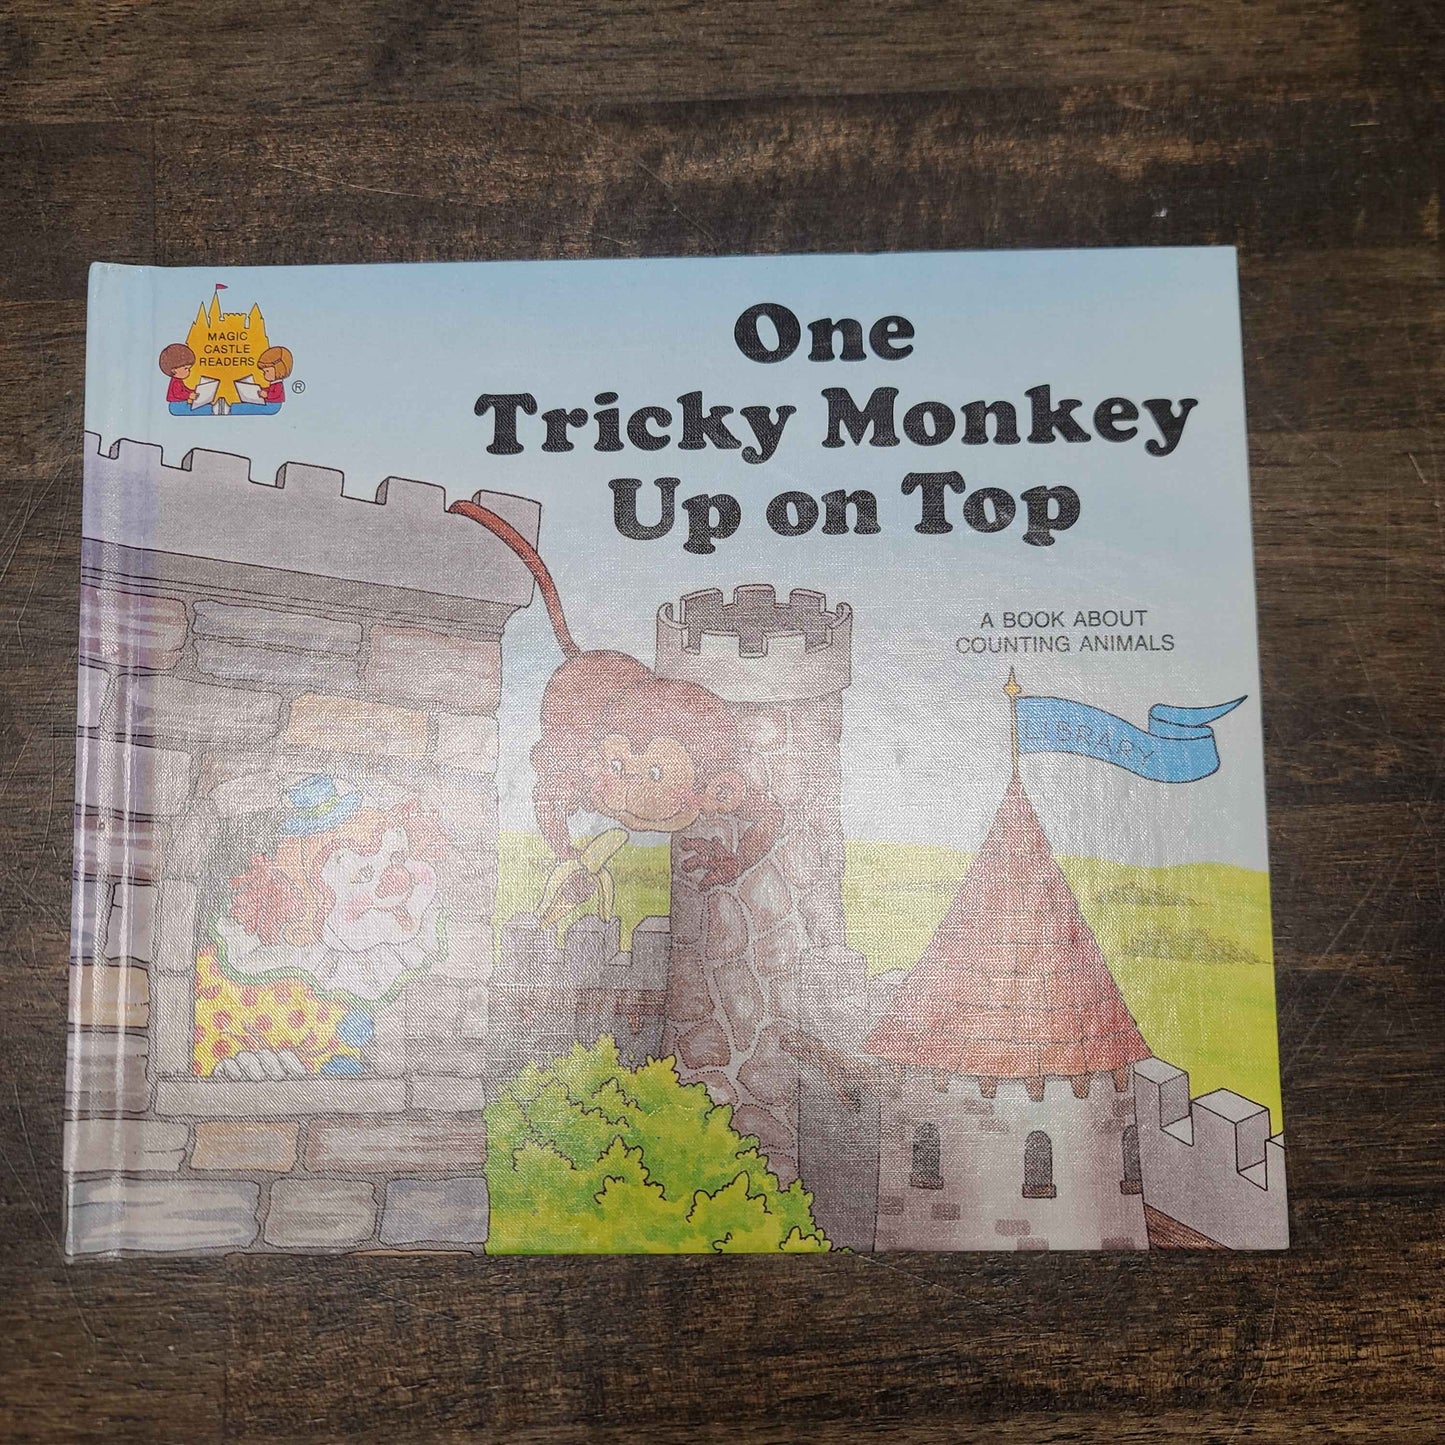 MAGIC
CASTLE
READERS
®
One
Tricky Monkey
Up on Top
A BOOK ABOUT
COUNTING ANIMALS
LIBRARY